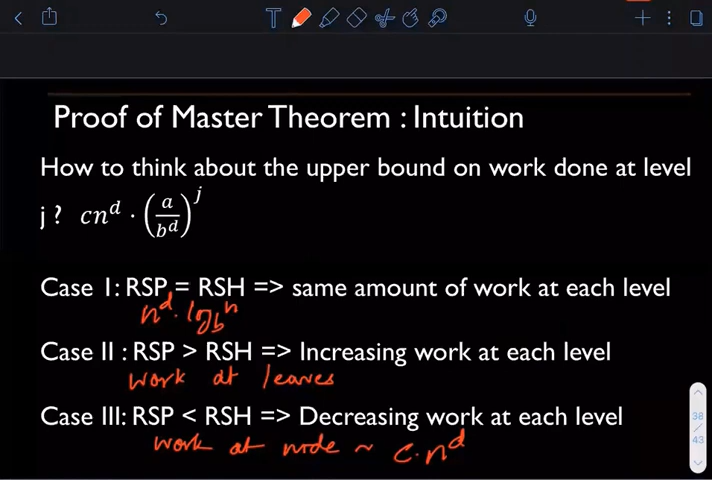 Proof of Master Theorem : Intuition
How to think about the upper bound on work done at level
j ? cn^d · (a/b^d)^j
Case I: RSP = RSH => same amount of work at each level
n^d · log_b n
Case II : RSP > RSH => Increasing work at each level
work at leaves
Case III: RSP < RSH => Decreasing work at each level
work at node ~ c·n^d
38
/
43